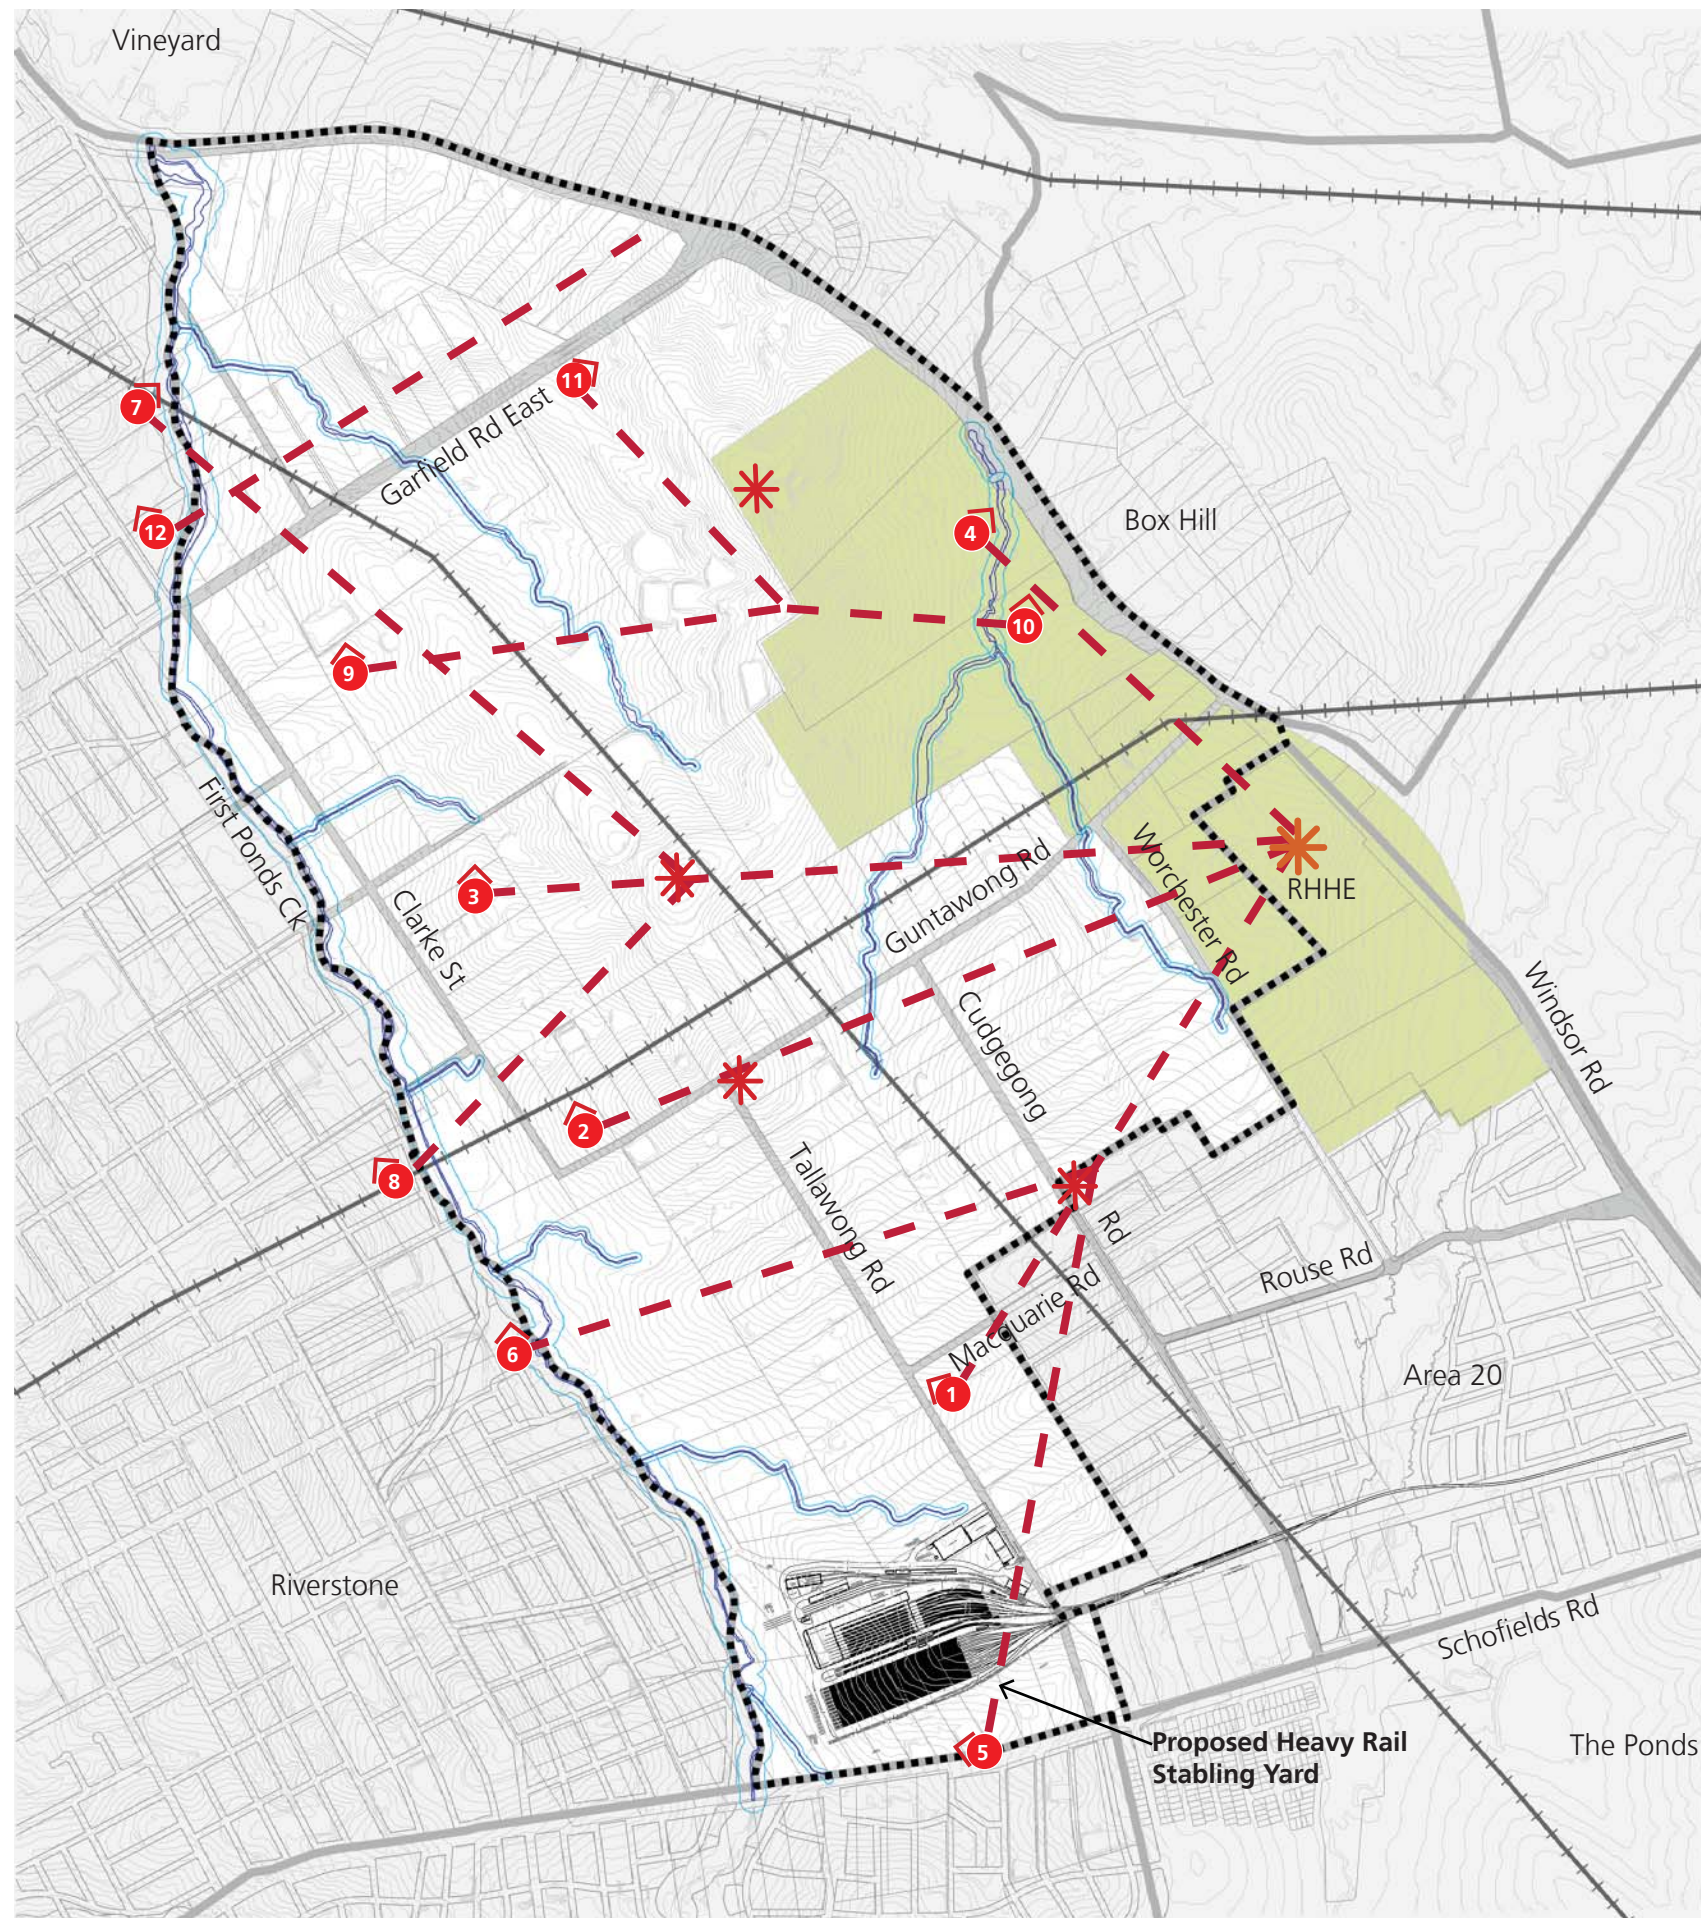 Vineyard
11
7
Garfield Rd East
12
4
Box Hill
10
9
First Ponds Ck
3
Clarke St
Guntawong Rd
Worchester Rd
RHHE
Windsor Rd
Cudgegong
Rd
2
8
Tallawong Rd
Rouse Rd
Macquarie Rd
6
1
Area 20
Riverstone
Schofields Rd
5
Proposed Heavy Rail
Stabling Yard
The Ponds